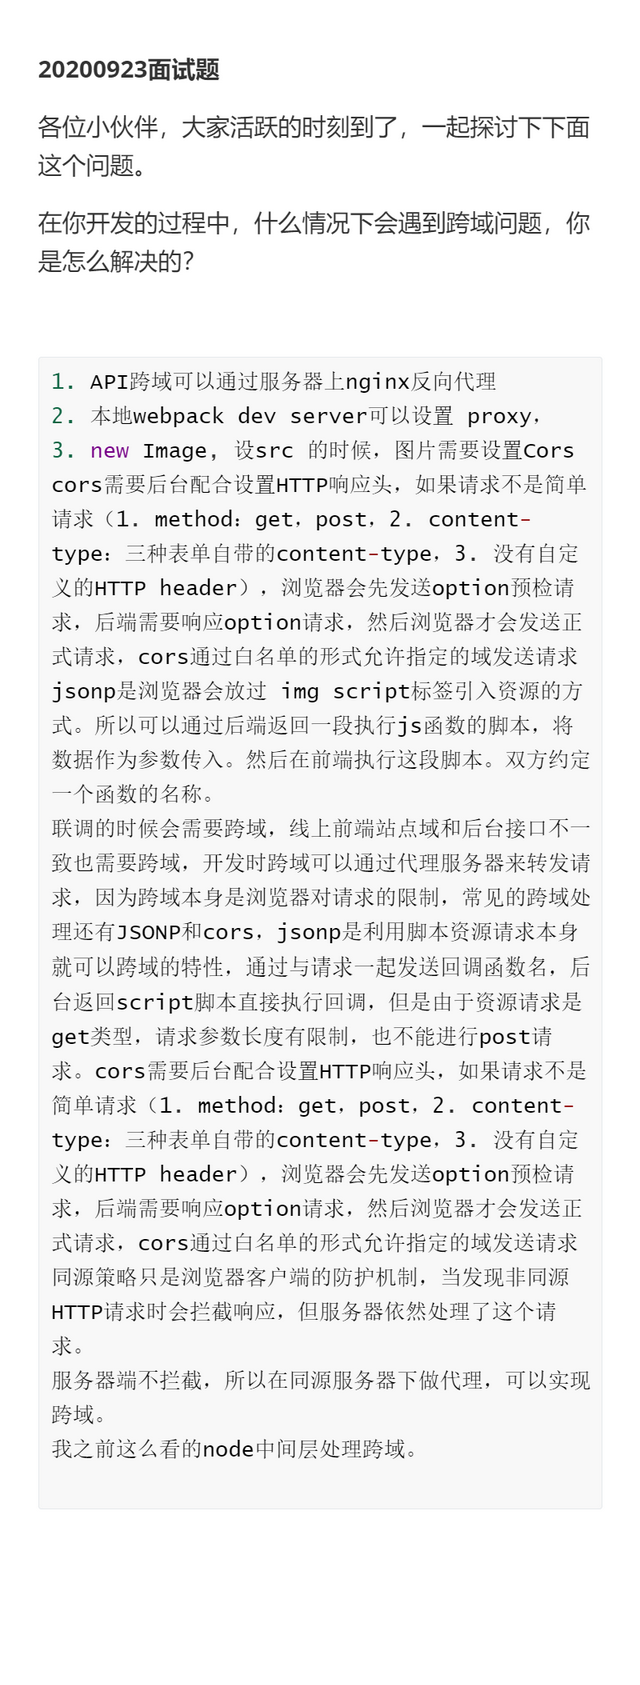 20200923面试题
各位小伙伴，大家活跃的时刻到了，一起探讨下下面
这个问题。
在你开发的过程中，什么情况下会遇到跨域问题，你
是怎么解决的？
1. API跨域可以通过服务器上nginx反向代理
2. 本地webpack dev server可以设置 proxy，
3. new Image, 设src 的时候，图片需要设置Cors
cors需要后台配合设置HTTP响应头，如果请求不是简单
请求（1. method：get，post，2. content-
type：三种表单自带的content-type，3. 没有自定
义的HTTP header），浏览器会先发送option预检请
求，后端需要响应option请求，然后浏览器才会发送正
式请求，cors通过白名单的形式允许指定的域发送请求
jsonp是浏览器会放过 img script标签引入资源的方
式。所以可以通过后端返回一段执行js函数的脚本，将
数据作为参数传入。然后在前端执行这段脚本。双方约定
一个函数的名称。
联调的时候会需要跨域，线上前端站点域和后台接口不一
致也需要跨域，开发时跨域可以通过代理服务器来转发请
求，因为跨域本身是浏览器对请求的限制，常见的跨域处
理还有JSONP和cors，jsonp是利用脚本资源请求本身
就可以跨域的特性，通过与请求一起发送回调函数名，后
台返回script脚本直接执行回调，但是由于资源请求是
get类型，请求参数长度有限制，也不能进行post请
求。cors需要后台配合设置HTTP响应头，如果请求不是
简单请求（1. method：get，post，2. content-
type：三种表单自带的content-type，3. 没有自定
义的HTTP header），浏览器会先发送option预检请
求，后端需要响应option请求，然后浏览器才会发送正
式请求，cors通过白名单的形式允许指定的域发送请求
同源策略只是浏览器客户端的防护机制，当发现非同源
HTTP请求时会拦截响应，但服务器依然处理了这个请
求。
服务器端不拦截，所以在同源服务器下做代理，可以实现
跨域。
我之前这么看的node中间层处理跨域。